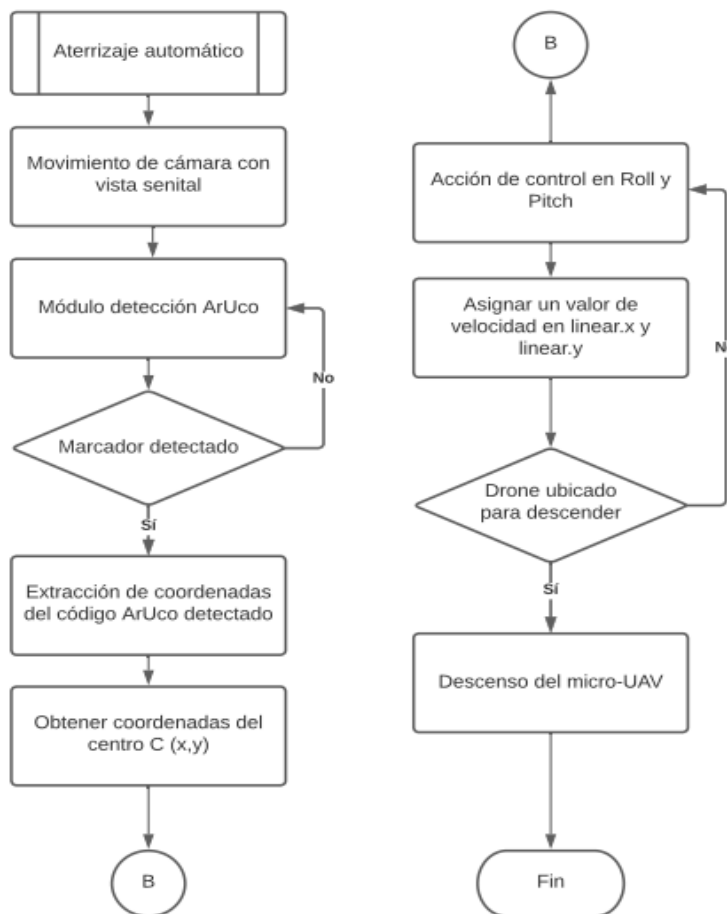 Aterrizaje automático
Movimiento de cámara con
vista senital
Módulo detección ArUco
No
Marcador detectado
Sí
Extracción de coordenadas
del código ArUco detectado
Obtener coordenadas del
centro C (x,y)
B
B
Acción de control en Roll y
Pitch
Asignar un valor de
velocidad en linear.x y
linear.y
N
Drone ubicado
para descender
Sí
Descenso del micro-UAV
Fin